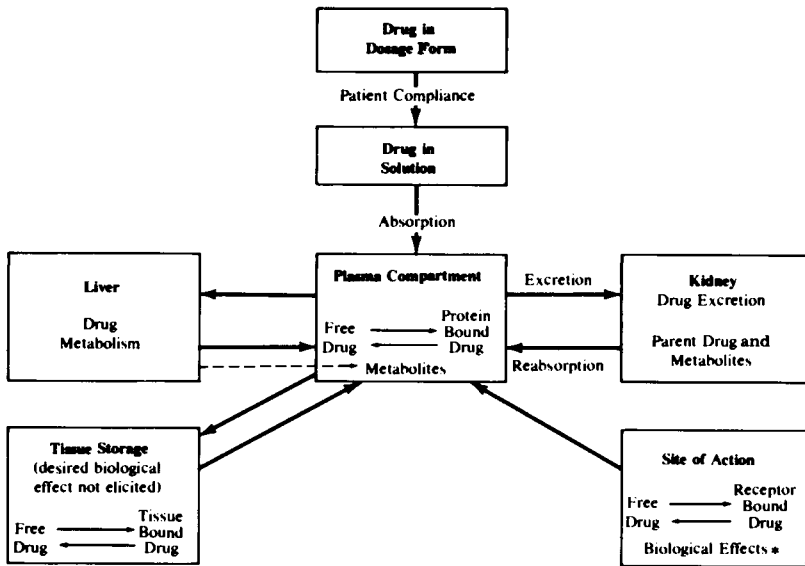 Drug in
Dosage Form
Patient Compliance
Drug in
Solution
Absorption
Liver
Drug
Metabolism
Plasma Compartment
Free
Drug
Protein
Bound
Drug
Metabolites
Excretion
Reabsorption
Kidney
Drug Excretion
Parent Drug and
Metabolites
Tissue Storage
(desired biological
effect not elicited)
Free
Drug
Tissue
Bound
Drug
Site of Action
Free
Drug
Receptor
Bound
Drug
Biological Effects *